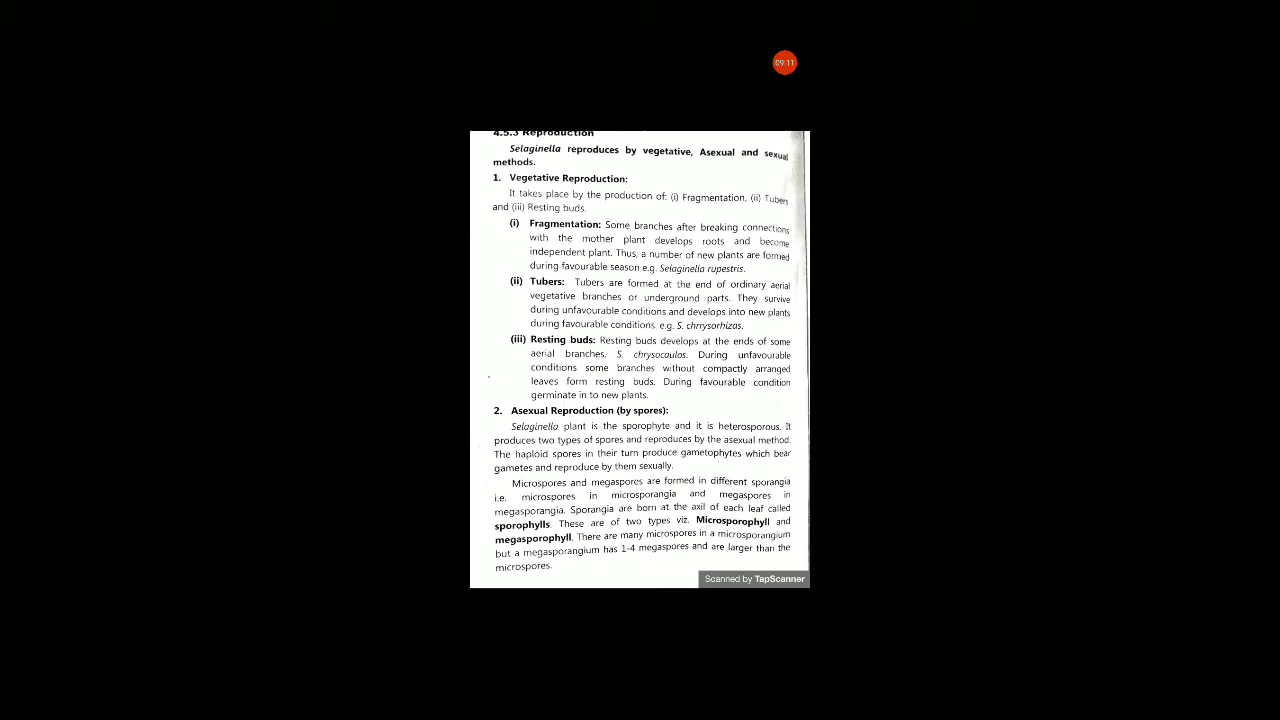 09:11
4.5.3 Reproduction
Selaginella reproduces by vegetative, Asexual and sexual
methods.
1. Vegetative Reproduction:
It takes place by the production of: (i) Fragmentation, (ii) Tubers
and (iii) Resting buds.
(i) Fragmentation: Some branches after breaking connections
with the mother plant develops roots and become
independent plant. Thus, a number of new plants are formed
during favourable season e.g. Selaginella rupestris.
(ii) Tubers: Tubers are formed at the end of ordinary aerial
vegetative branches or underground parts. They survive
during unfavourable conditions and develops into new plants
during favourable conditions. e.g. S. chrrysorhizas.
(iii) Resting buds: Resting buds develops at the ends of some
aerial branches. S. chrysocaulos. During unfavourable
conditions some branches without compactly arranged
leaves form resting buds. During favourable condition
germinate in to new plants.
2. Asexual Reproduction (by spores):
Selaginella plant is the sporophyte and it is heterosporous. It
produces two types of spores and reproduces by the asexual method.
The haploid spores in their turn produce gametophytes which bear
gametes and reproduce by them sexually.
Microspores and megaspores are formed in different sporangia
i.e. microspores in microsporangia and megaspores in
megasporangia. Sporangia are born at the axil of each leaf called
sporophylls. These are of two types viz. Microsporophyll and
megasporophyll. There are many microspores in a microsporangium
but a megasporangium has 1-4 megaspores and are larger than the
microspores.
Scanned by TapScanner